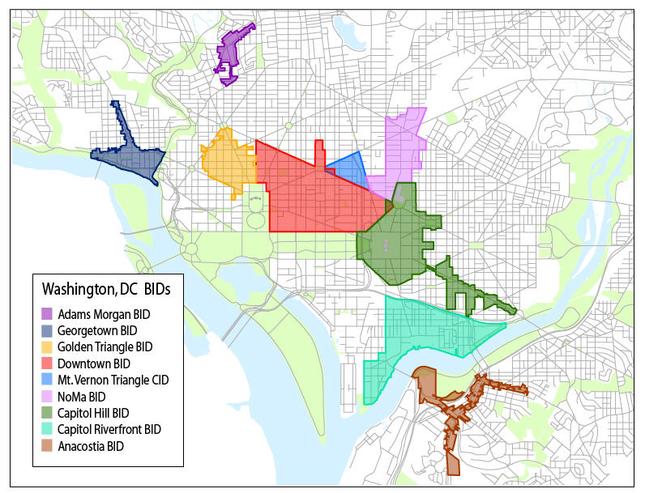 Washington, DC BIDs
Adams Morgan BID
Georgetown BID
Golden Triangle BID
Downtown BID
Mt. Vernon Triangle CID
NoMa BID
Capitol Hill BID
Capitol Riverfront BID
Anacostia BID